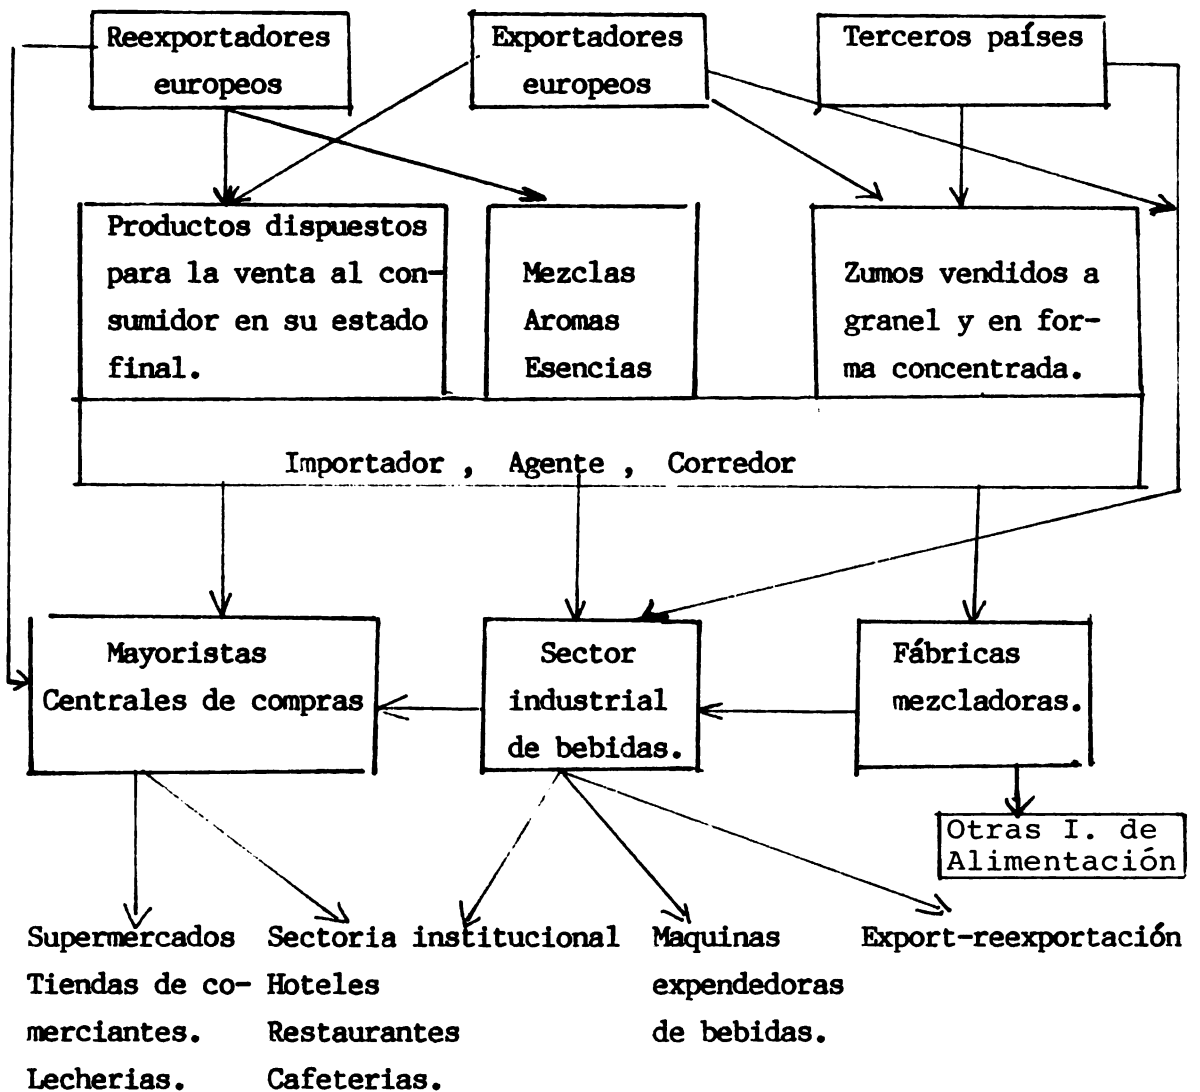 Reexportadores
europeos
Exportadores
europeos
Terceros países
Productos dispuestos
para la venta al con-
sumidor en su estado
final.
Mezclas
Aromas
Esencias
Zumos vendidos a
granel y en for-
ma concentrada.
Importador , Agente , Corredor
Mayoristas
Centrales de compras
Sector
industrial
de bebidas.
Fábricas
mezcladoras.
Otras I. de
Alimentación
Supermercados
Tiendas de co-
merciantes.
Lecherias.
Sectoria institucional
Hoteles
Restaurantes
Cafeterias.
Maquinas
expendedoras
de bebidas.
Export-reexportación